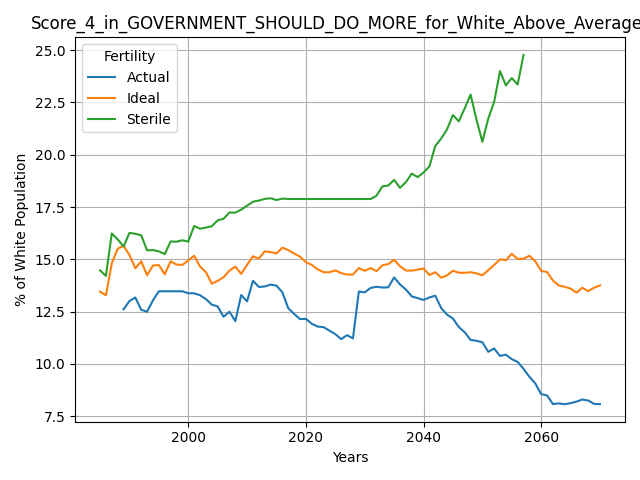 Score_4_in_GOVERNMENT_SHOULD_DO_MORE_for_White_Above_Average
Fertility
Actual
Ideal
Sterile
% of White Population
25.0
22.5
20.0
17.5
15.0
12.5
10.0
7.5
2000 2020 2040 2060
Years